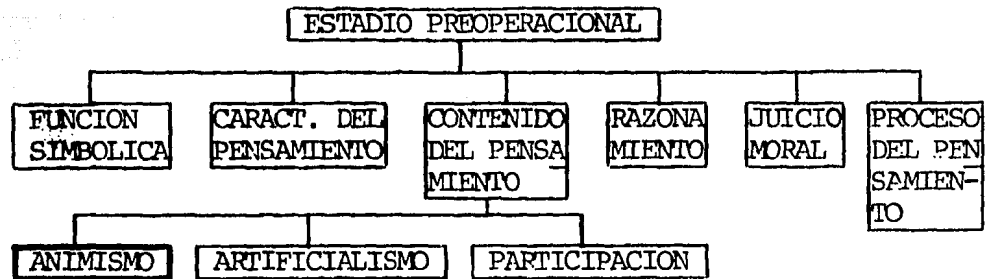 ESTADIO PREOPERACIONAL
FUNCION
SIMBOLICA
CARACT. DEL
PENSAMIENTO
CONTENIDO
DEL PENSA
MIENTO
RAZONA
MIENTO
JUICIO
MORAL
PROCESO
DEL PEN
SAMIEN-
TO
ANIMISMO
ARTIFICIALISMO
PARTICIPACION